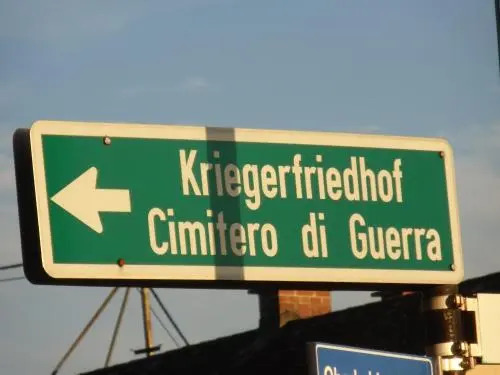 Kriegerfriedhof
Cimitero di Guerra